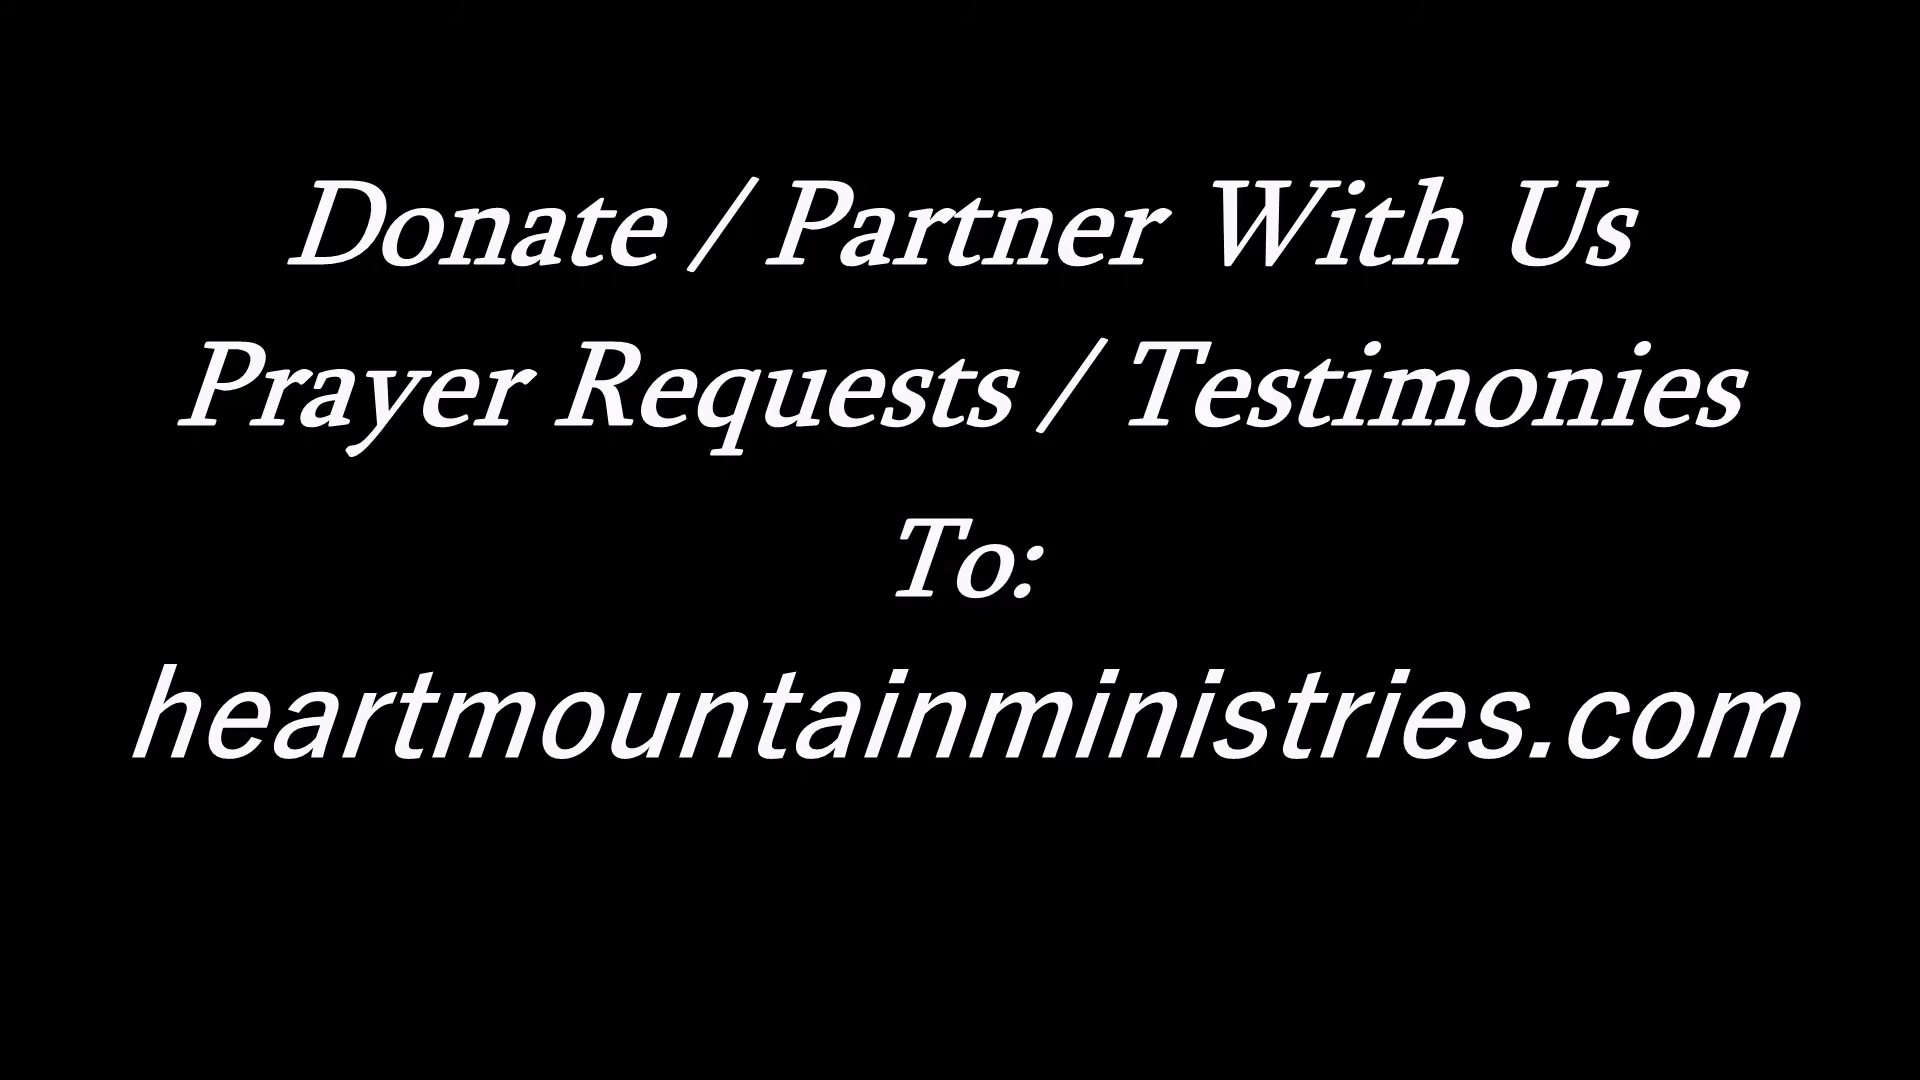 Donate / Partner With Us
Prayer Requests / Testimonies
To:
heartmountainministries.com